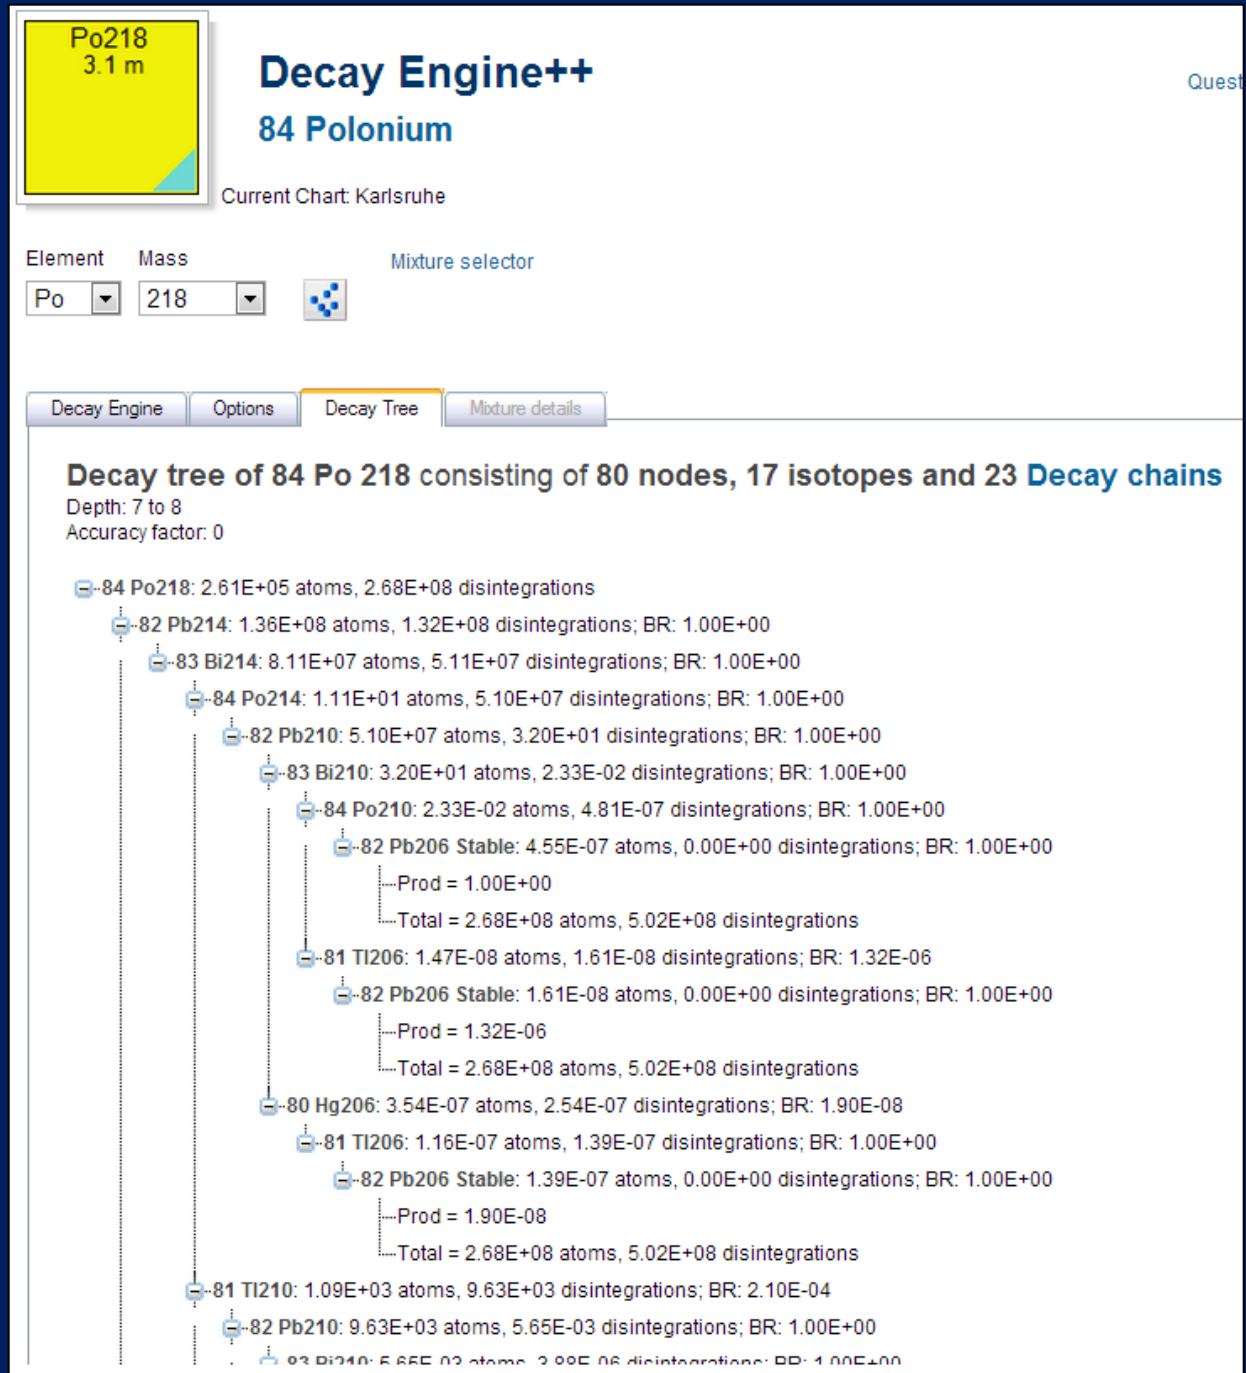 Po218
3.1 m
Decay Engine++
Quest
84 Polonium
Current Chart: Karlsruhe
Element Mass Mixture selector
Po 218
Decay Engine Options Decay Tree Mixture details
Decay tree of 84 Po 218 consisting of 80 nodes, 17 isotopes and 23 Decay chains
Depth: 7 to 8
Accuracy factor: 0
84 Po218: 2.61E+05 atoms, 2.68E+08 disintegrations
82 Pb214: 1.36E+08 atoms, 1.32E+08 disintegrations; BR: 1.00E+00
83 Bi214: 8.11E+07 atoms, 5.11E+07 disintegrations; BR: 1.00E+00
84 Po214: 1.11E+01 atoms, 5.10E+07 disintegrations; BR: 1.00E+00
82 Pb210: 5.10E+07 atoms, 3.20E+01 disintegrations; BR: 1.00E+00
83 Bi210: 3.20E+01 atoms, 2.33E-02 disintegrations; BR: 1.00E+00
84 Po210: 2.33E-02 atoms, 4.81E-07 disintegrations; BR: 1.00E+00
82 Pb206 Stable: 4.55E-07 atoms, 0.00E+00 disintegrations; BR: 1.00E+00
Prod = 1.00E+00
Total = 2.68E+08 atoms, 5.02E+08 disintegrations
81 Tl206: 1.47E-08 atoms, 1.61E-08 disintegrations; BR: 1.32E-06
82 Pb206 Stable: 1.61E-08 atoms, 0.00E+00 disintegrations; BR: 1.00E+00
Prod = 1.32E-06
Total = 2.68E+08 atoms, 5.02E+08 disintegrations
80 Hg206: 3.54E-07 atoms, 2.54E-07 disintegrations; BR: 1.90E-08
81 Tl206: 1.16E-07 atoms, 1.39E-07 disintegrations; BR: 1.00E+00
82 Pb206 Stable: 1.39E-07 atoms, 0.00E+00 disintegrations; BR: 1.00E+00
Prod = 1.90E-08
Total = 2.68E+08 atoms, 5.02E+08 disintegrations
81 Tl210: 1.09E+03 atoms, 9.63E+03 disintegrations; BR: 2.10E-04
82 Pb210: 9.63E+03 atoms, 5.65E-03 disintegrations; BR: 1.00E+00
83 Bi210: 5.65E-03 atoms, 3.88E-06 disintegrations; BR: 1.00E+00